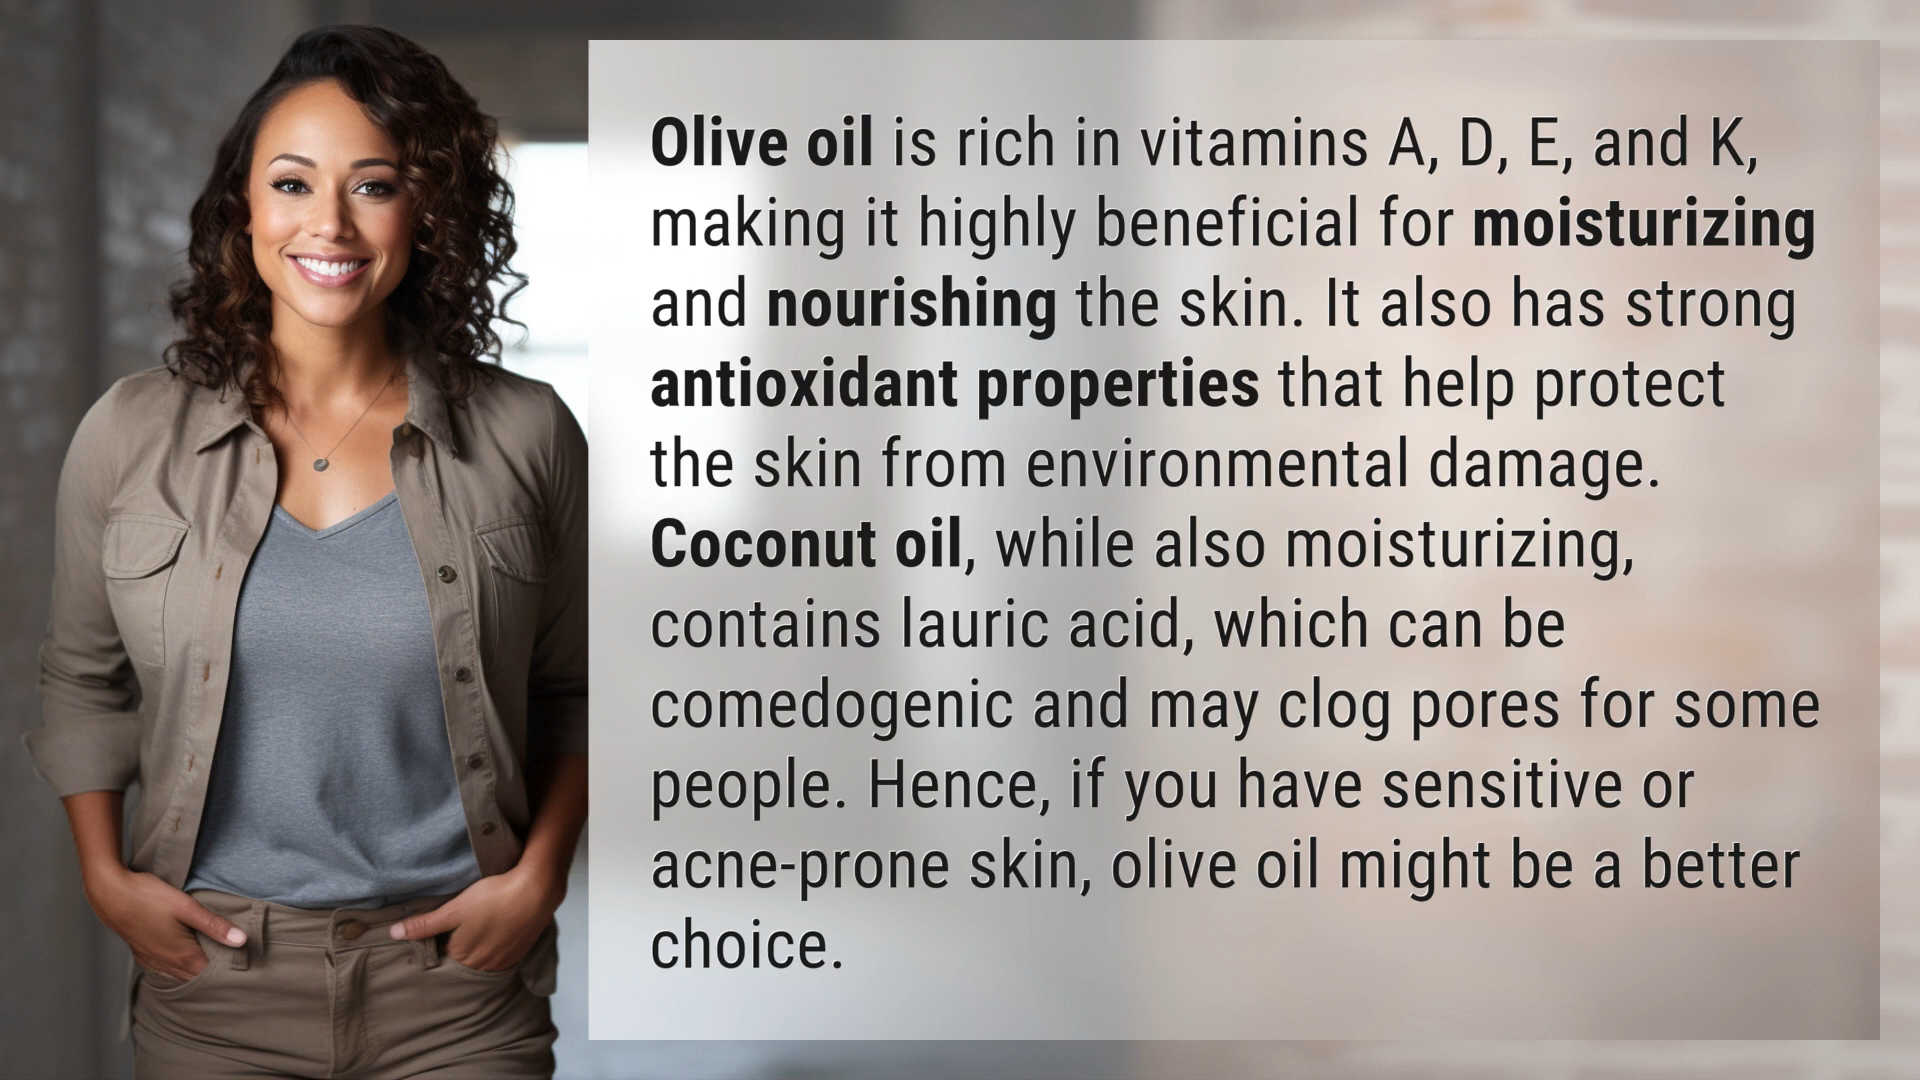 Olive oil is rich in vitamins A, D, E, and K,
making it highly beneficial for moisturizing
and nourishing the skin. It also has strong
antioxidant properties that help protect
the skin from environmental damage.
Coconut oil, while also moisturizing,
contains lauric acid, which can be
comedogenic and may clog pores for some
people. Hence, if you have sensitive or
acne-prone skin, olive oil might be a better
choice.